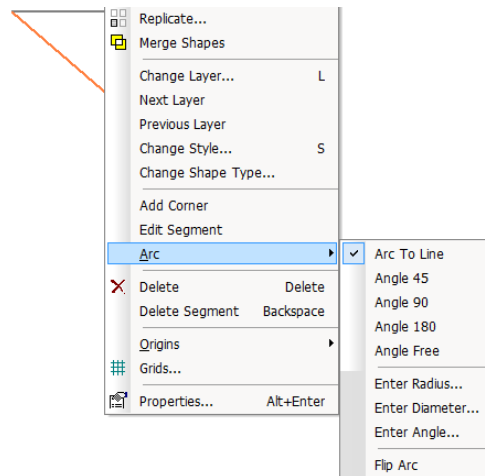 Replicate...
Merge Shapes
Change Layer... L
Next Layer
Previous Layer
Change Style... S
Change Shape Type...
Add Corner
Edit Segment
Arc
Delete Delete
Delete Segment Backspace
Origins
Grids...
Properties... Alt+Enter
Arc To Line
Angle 45
Angle 90
Angle 180
Angle Free
Enter Radius...
Enter Diameter...
Enter Angle...
Flip Arc